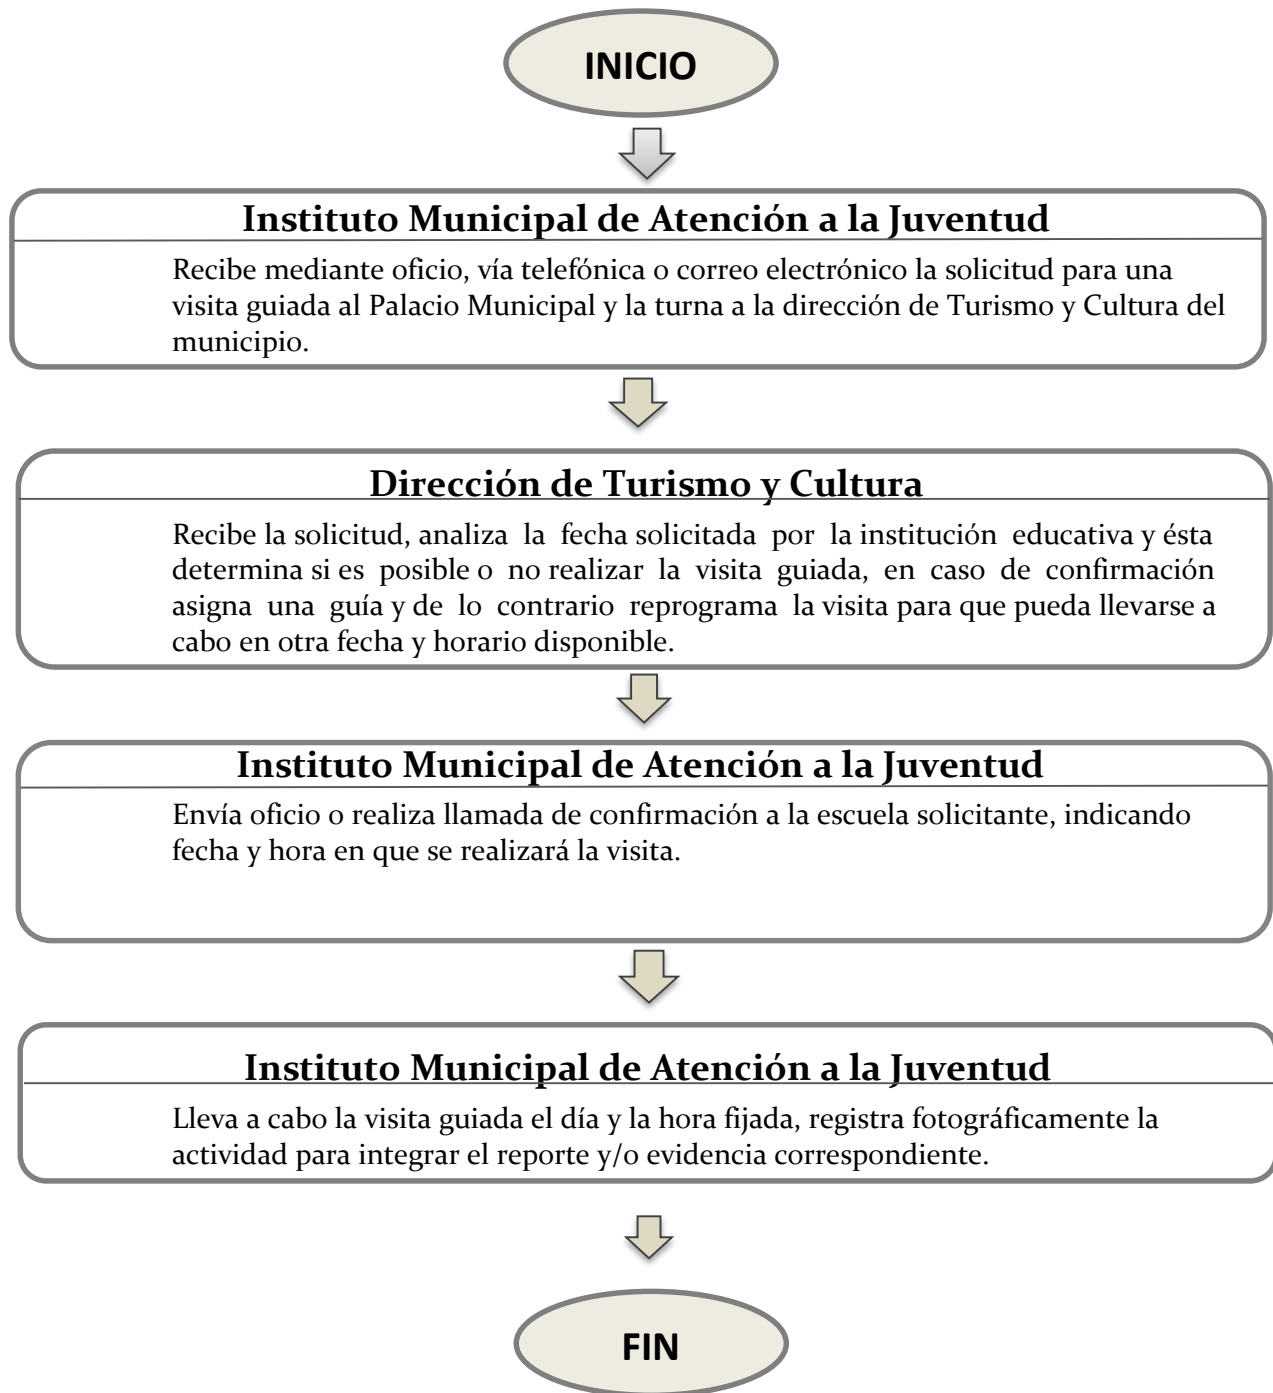 INICIO
Instituto Municipal de Atención a la Juventud
Recibe mediante oficio, vía telefónica o correo electrónico la solicitud para una
visita guiada al Palacio Municipal y la turna a la dirección de Turismo y Cultura del
municipio.
Dirección de Turismo y Cultura
Recibe la solicitud, analiza la fecha solicitada por la institución educativa y ésta
determina si es posible o no realizar la visita guiada, en caso de confirmación
asigna una guía y de lo contrario reprograma la visita para que pueda llevarse a
cabo en otra fecha y horario disponible.
Instituto Municipal de Atención a la Juventud
Envía oficio o realiza llamada de confirmación a la escuela solicitante, indicando
fecha y hora en que se realizará la visita.
Instituto Municipal de Atención a la Juventud
Lleva a cabo la visita guiada el día y la hora fijada, registra fotográficamente la
actividad para integrar el reporte y/o evidencia correspondiente.
FIN